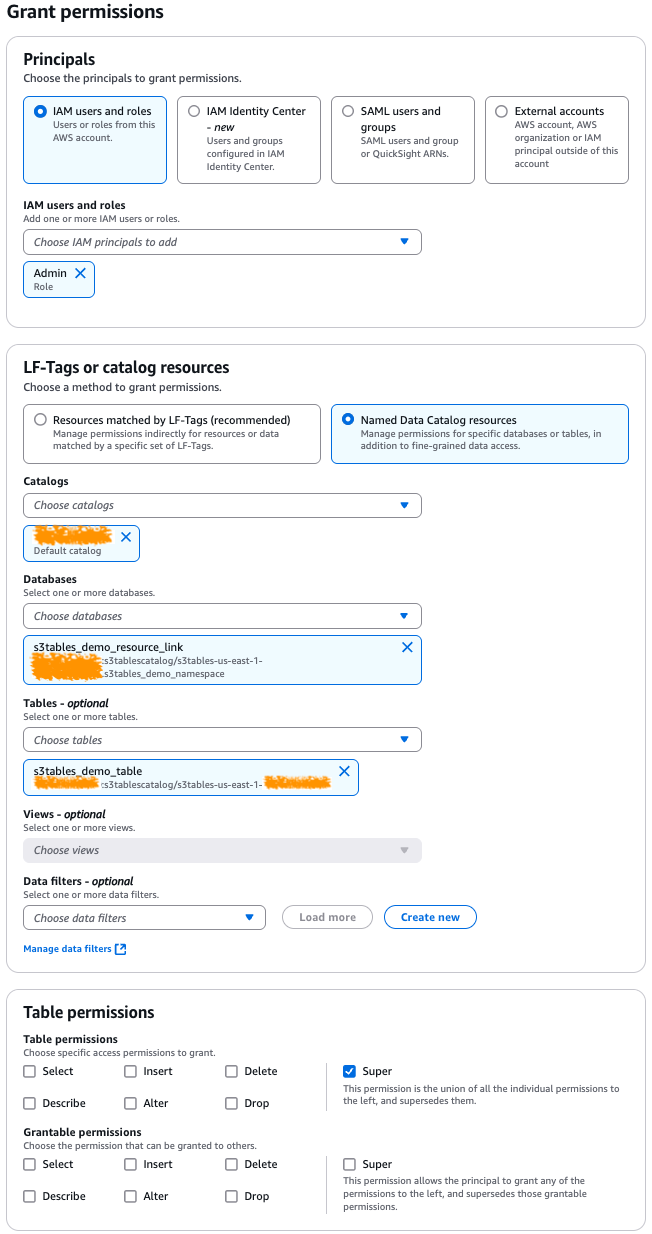 Grant permissions
Principals
Choose the principals to grant permissions.
IAM users and roles
Users or roles from this
AWS account.
IAM Identity Center
- new
Users and groups
configured in IAM
Identity Center.
SAML users and
groups
SAML users and group
or QuickSight ARNs.
External accounts
AWS account, AWS
organization or IAM
principal outside of this
account
IAM users and roles
Add one or more IAM users or roles.
Choose IAM principals to add
Admin
Role
LF-Tags or catalog resources
Choose a method to grant permissions.
Resources matched by LF-Tags (recommended)
Manage permissions indirectly for resources or data
matched by a specific set of LF-Tags.
Named Data Catalog resources
Manage permissions for specific databases or tables, in
addition to fine-grained data access.
Catalogs
Choose catalogs
Default catalog
Databases
Select one or more databases.
Choose databases
s3tables_demo_resource_link
:s3tablescatalog/s3tables-us-east-1-
.s3tables_demo_namespace
Tables - optional
Select one or more tables.
Choose tables
s3tables_demo_table
:s3tablescatalog/s3tables-us-east-1-
Views - optional
Select one or more views.
Choose views
Data filters - optional
Select one or more data filters.
Choose data filters
Load more
Create new
Manage data filters
Table permissions
Table permissions
Choose specific access permissions to grant.
Select
Insert
Delete
Describe
Alter
Drop
Super
This permission is the union of all the individual permissions to
the left, and supersedes them.
Grantable permissions
Choose the permission that can be granted to others.
Select
Insert
Delete
Describe
Alter
Drop
Super
This permission allows the principal to grant any of the
permissions to the left, and supersedes those grantable
permissions.